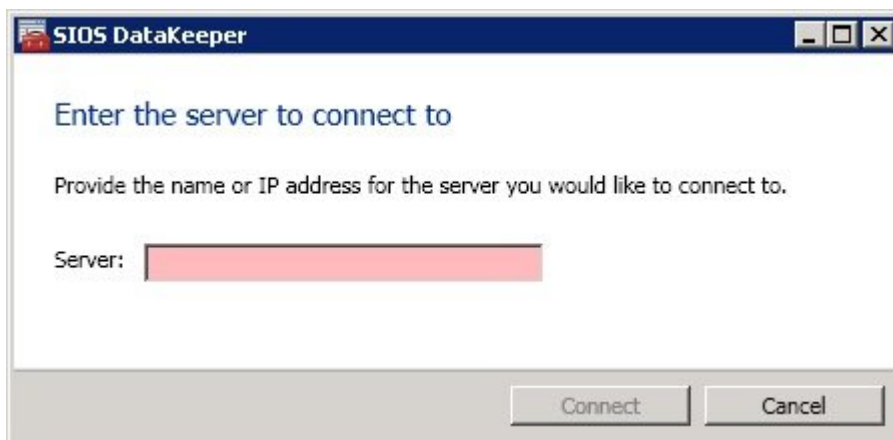 SIOS DataKeeper
Enter the server to connect to
Provide the name or IP address for the server you would like to connect to.
Server:
Connect Cancel